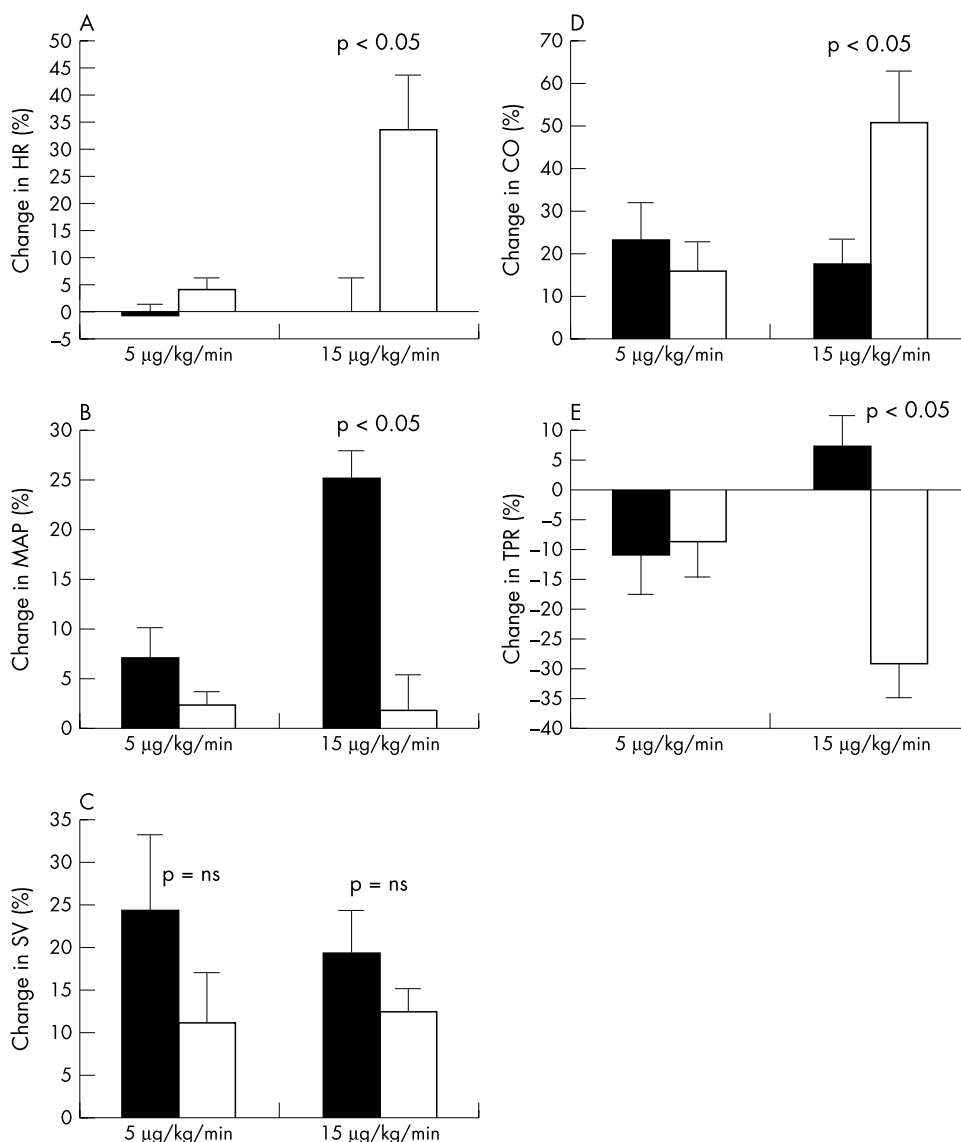 A
Change in HR (%)
50
45
40
35
30
25
20
15
10
5
0
–5
p < 0.05
5 µg/kg/min
15 µg/kg/min
B
Change in MAP (%)
30
25
20
15
10
5
0
p < 0.05
5 µg/kg/min
15 µg/kg/min
C
Change in SV (%)
35
30
25
20
15
10
5
0
p = ns
p = ns
5 µg/kg/min
15 µg/kg/min
D
Change in CO (%)
70
60
50
40
30
20
10
0
p < 0.05
5 µg/kg/min
15 µg/kg/min
E
Change in TPR (%)
10
5
0
–5
–10
–15
–20
–25
–30
–35
–40
p < 0.05
5 µg/kg/min
15 µg/kg/min